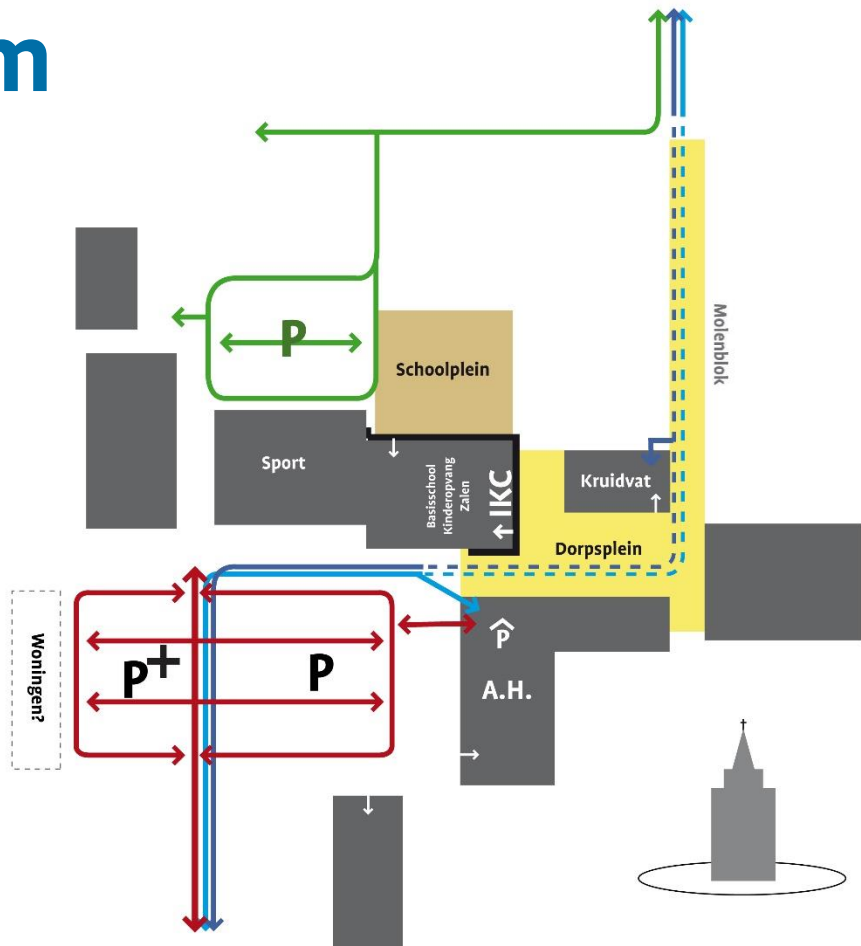 m
Molenblok
P
Schoolplein
Sport
Basisschool
Kinderopvang
Zalen
IKC
Kruidvat
Dorpsplein
Woningen?
P+
P
P
A.H.